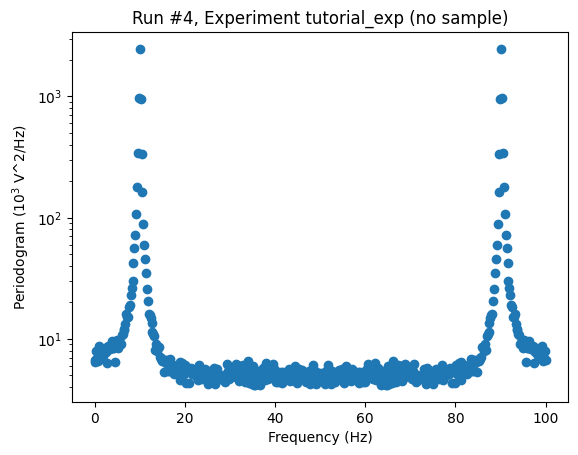 Run #4, Experiment tutorial_exp (no sample)
Periodogram (10³ V^2/Hz)
10³
10²
10¹
0 20 40 60 80 100
Frequency (Hz)